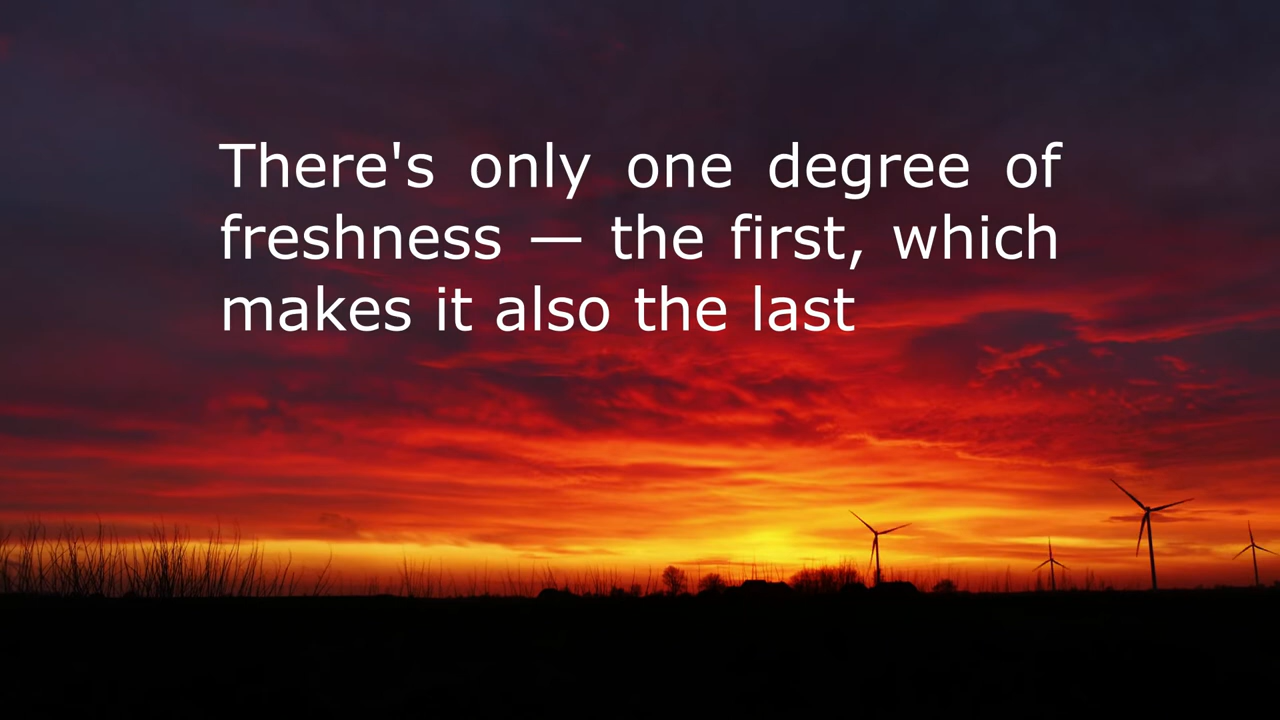 There's only one degree of
freshness — the first, which
makes it also the last